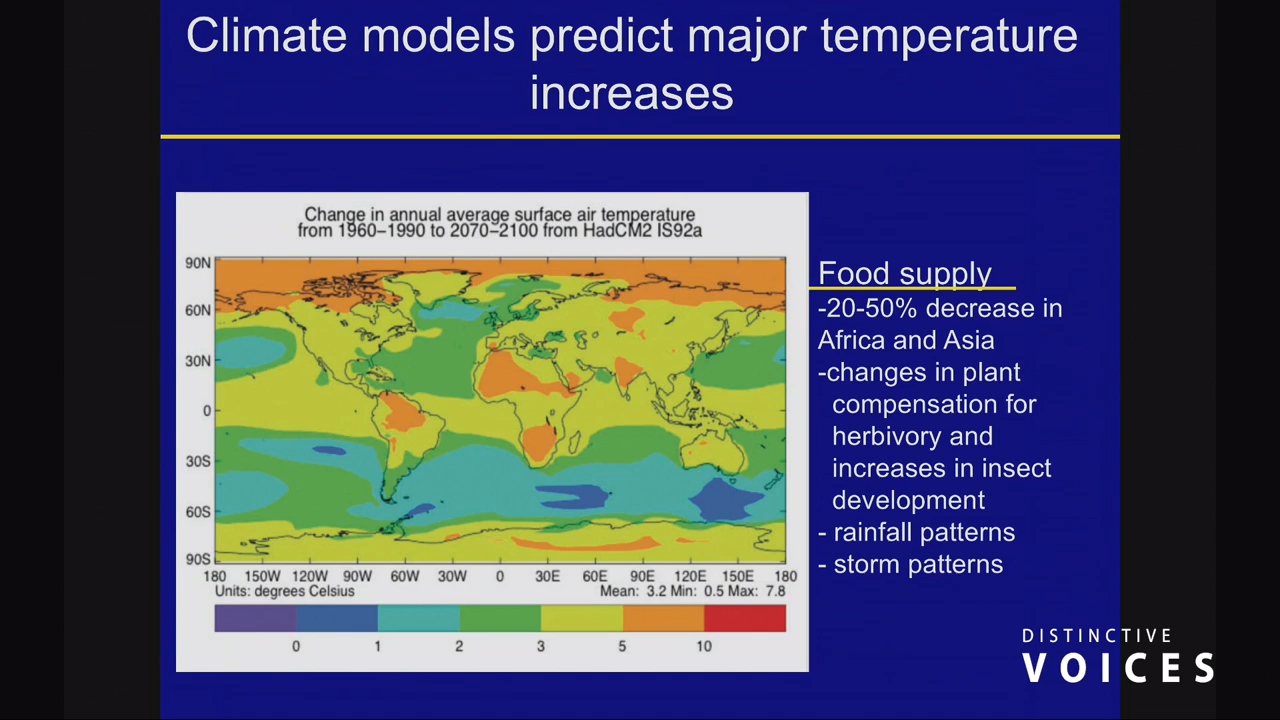 Climate models predict major temperature
increases
Change in annual average surface air temperature
from 1960–1990 to 2070–2100 from HadCM2 IS92a
90N
60N
30N
0
30S
60S
90S
180 150W 120W 90W 60W 30W 0 30E 60E 90E 120E 150E 180
Units: degrees Celsius Mean: 3.2 Min: 0.5 Max: 7.8
0 1 2 3 5 10
Food supply
-20-50% decrease in
Africa and Asia
-changes in plant
compensation for
herbivory and
increases in insect
development
- rainfall patterns
- storm patterns
DISTINCTIVE
VOICES